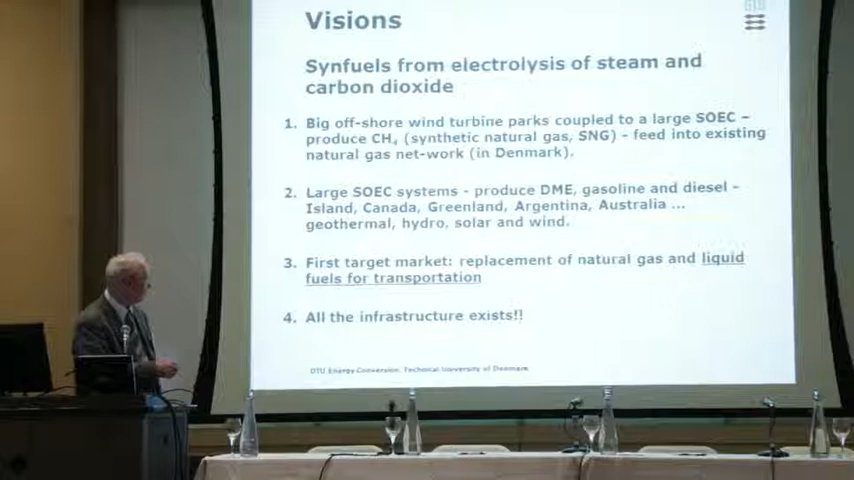 DTU
Visions
Synfuels from electrolysis of steam and
carbon dioxide
1. Big off-shore wind turbine parks coupled to a large SOEC –
produce CH₄ (synthetic natural gas, SNG) - feed into existing
natural gas net-work (in Denmark).
2. Large SOEC systems - produce DME, gasoline and diesel –
Island, Canada, Greenland, Argentina, Australia ...
geothermal, hydro, solar and wind.
3. First target market: replacement of natural gas and liquid
fuels for transportation
4. All the infrastructure exists!!
DTU Energy Conversion, Technical University of Denmark